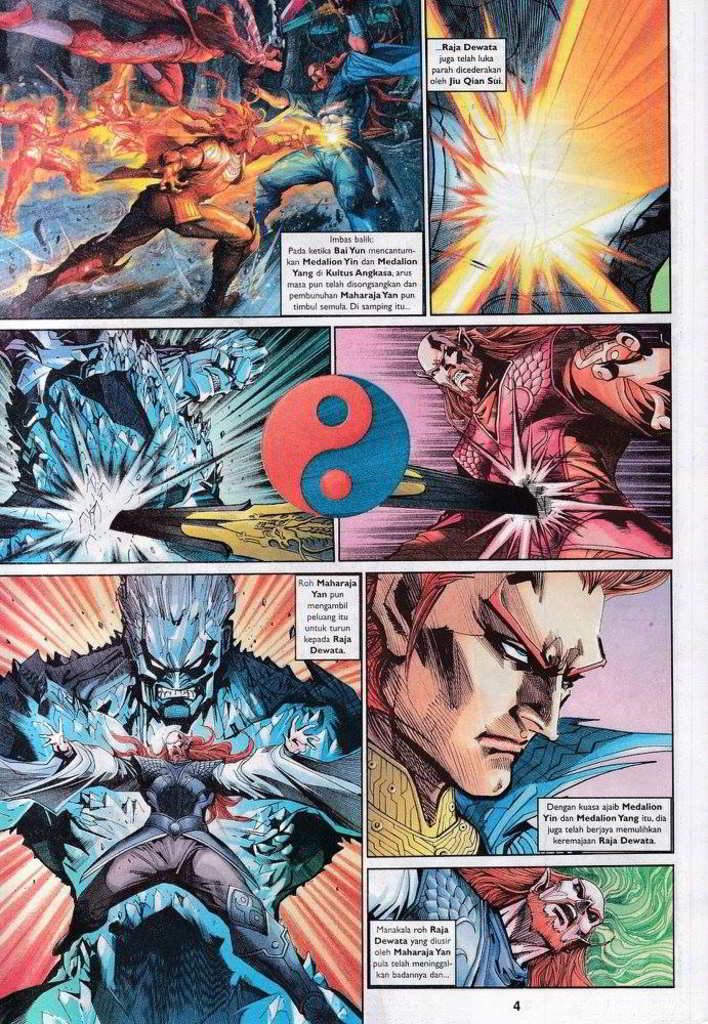 Imbas balik:
Pada ketika Bai Yun mencantum-
kan Medalion Yin dan Medalion
Yang di Kultus Angkasa, arus
masa pun telah disongsangkan dan
pembunuhan Maharaja Yan pun
timbul semula. Di samping itu...
...Raja Dewata
juga telah luka
parah dicederakan
oleh Jiu Qian Sui.
Roh Maharaja
Yan pun
mengambil
peluang itu
untuk turun
kepada Raja
Dewata.
Dengan kuasa ajaib Medalion
Yin dan Medalion Yang itu, dia
juga telah berjaya memulihkan
keremajaan Raja Dewata.
Manakala roh Raja
Dewata yang diusir
oleh Maharaja Yan
pula telah meninggal-
kan badannya dan...
4